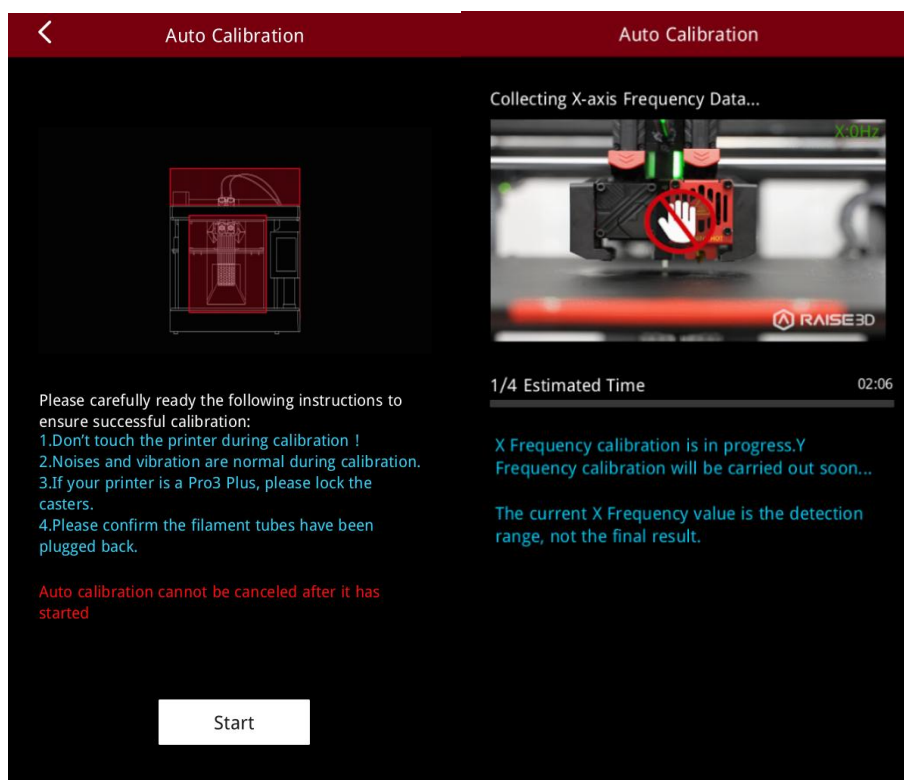 Auto Calibration
Please carefully ready the following instructions to
ensure successful calibration:
1.Don't touch the printer during calibration !
2.Noises and vibration are normal during calibration.
3.If your printer is a Pro3 Plus, please lock the
casters.
4.Please confirm the filament tubes have been
plugged back.
Auto calibration cannot be canceled after it has
started
Start
Auto Calibration
Collecting X-axis Frequency Data...
X:0Hz
RAISE3D
1/4 Estimated Time
02:06
X Frequency calibration is in progress.Y
Frequency calibration will be carried out soon...
The current X Frequency value is the detection
range, not the final result.